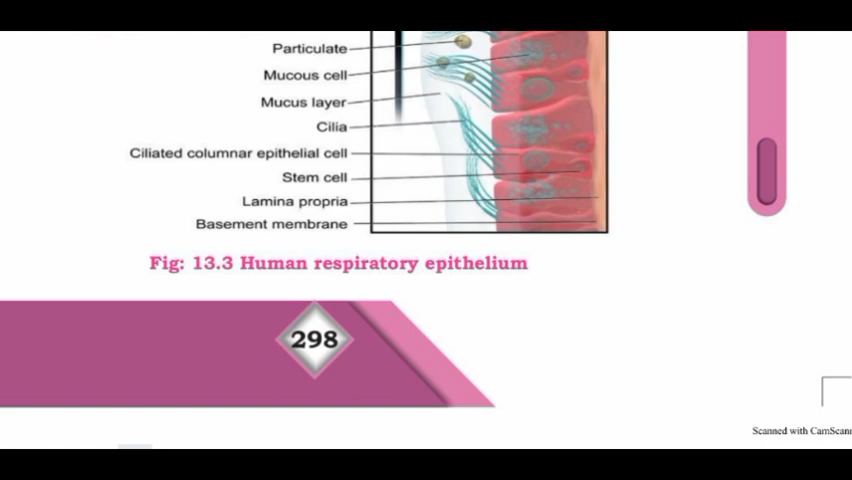 Particulate
Mucous cell
Mucus layer
Cilia
Ciliated columnar epithelial cell
Stem cell
Lamina propria
Basement membrane
Fig: 13.3 Human respiratory epithelium
298
Scanned with CamScann